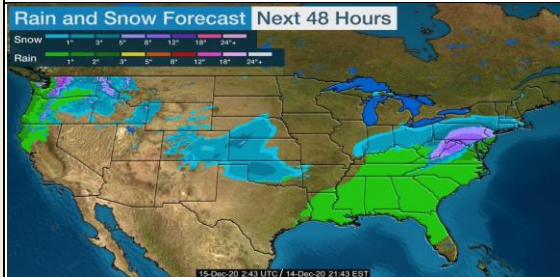 Rain and Snow Forecast Next 48 Hours
Snow 1" 3" 5" 8" 12" 18" 24"+
Rain 1" 2" 3" 5" 8" 12" 18" 24"+
15-Dec-20 2:43 UTC / 14-Dec-20 21:43 EST